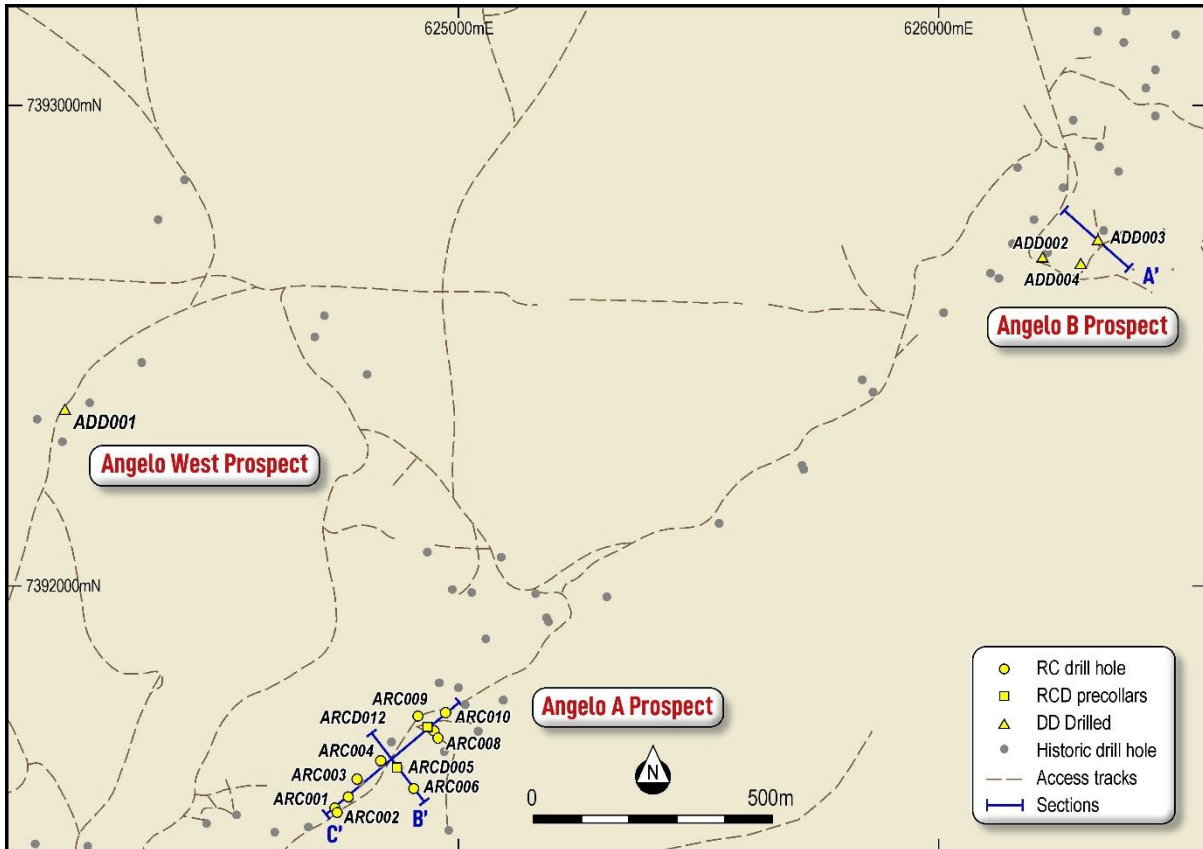 625000mE
626000mE
7393000mN
ADD002
ADD003
ADD004
A'
Angelo B Prospect
ADD001
Angelo West Prospect
7392000mN
ARC009
ARCD012
ARC010
Angelo A Prospect
ARC008
ARC004
ARCD005
ARC003
ARC006
ARC001
ARC002
B'
C'
N
0
500m
RC drill hole
RCD precollars
DD Drilled
Historic drill hole
Access tracks
Sections